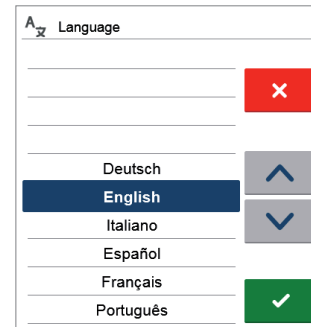 Language
Deutsch
English
Italiano
Español
Français
Português